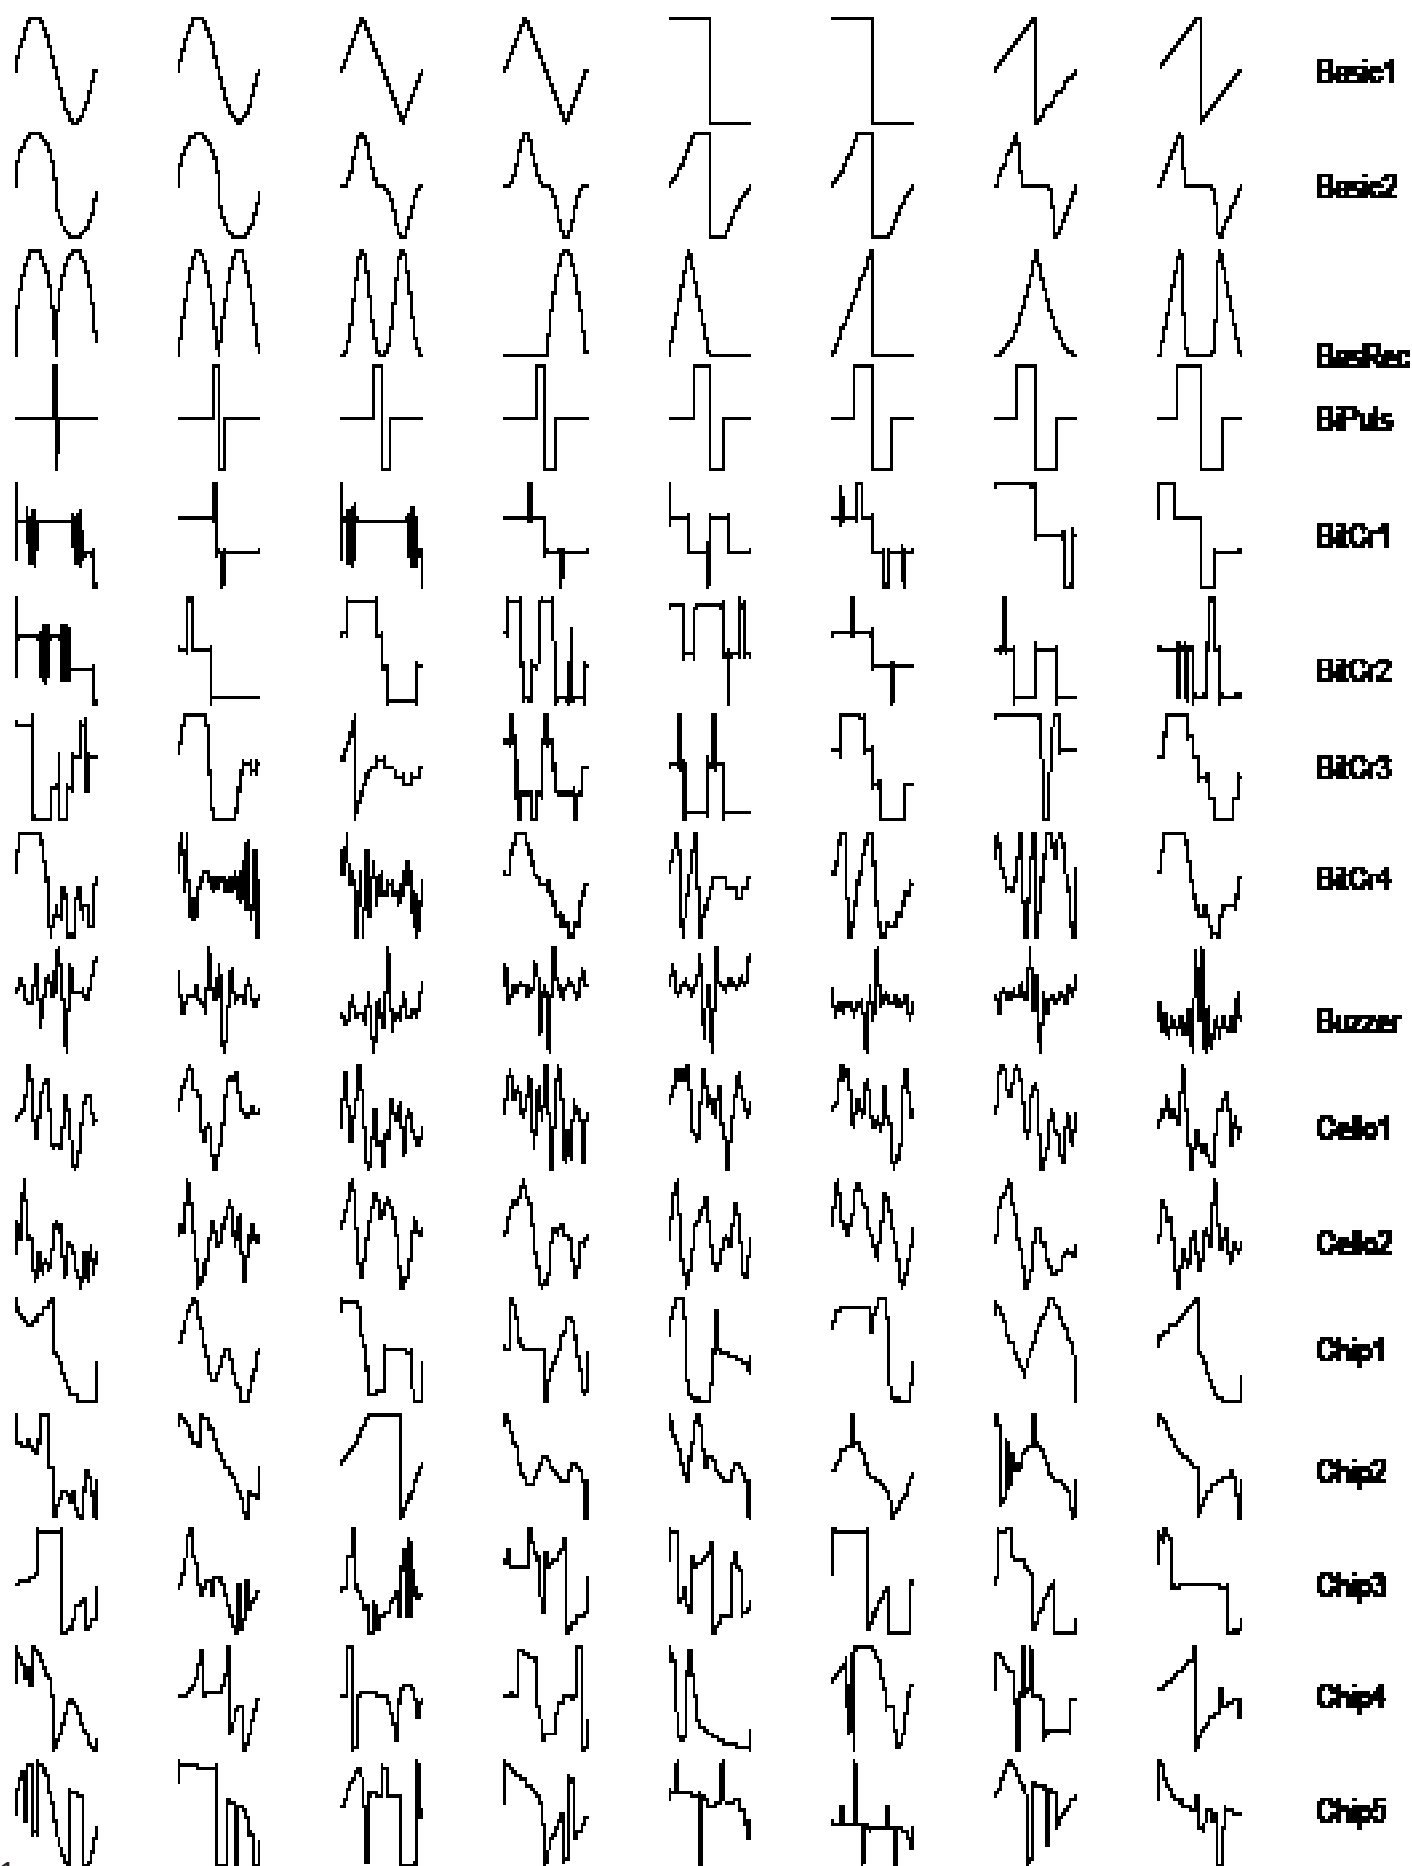 Basic1
Basic2
BasRec
BiPuls
BitCr1
BitCr2
BitCr3
BitCr4
Buzzer
Cello1
Cello2
Chip1
Chip2
Chip3
Chip4
Chip5